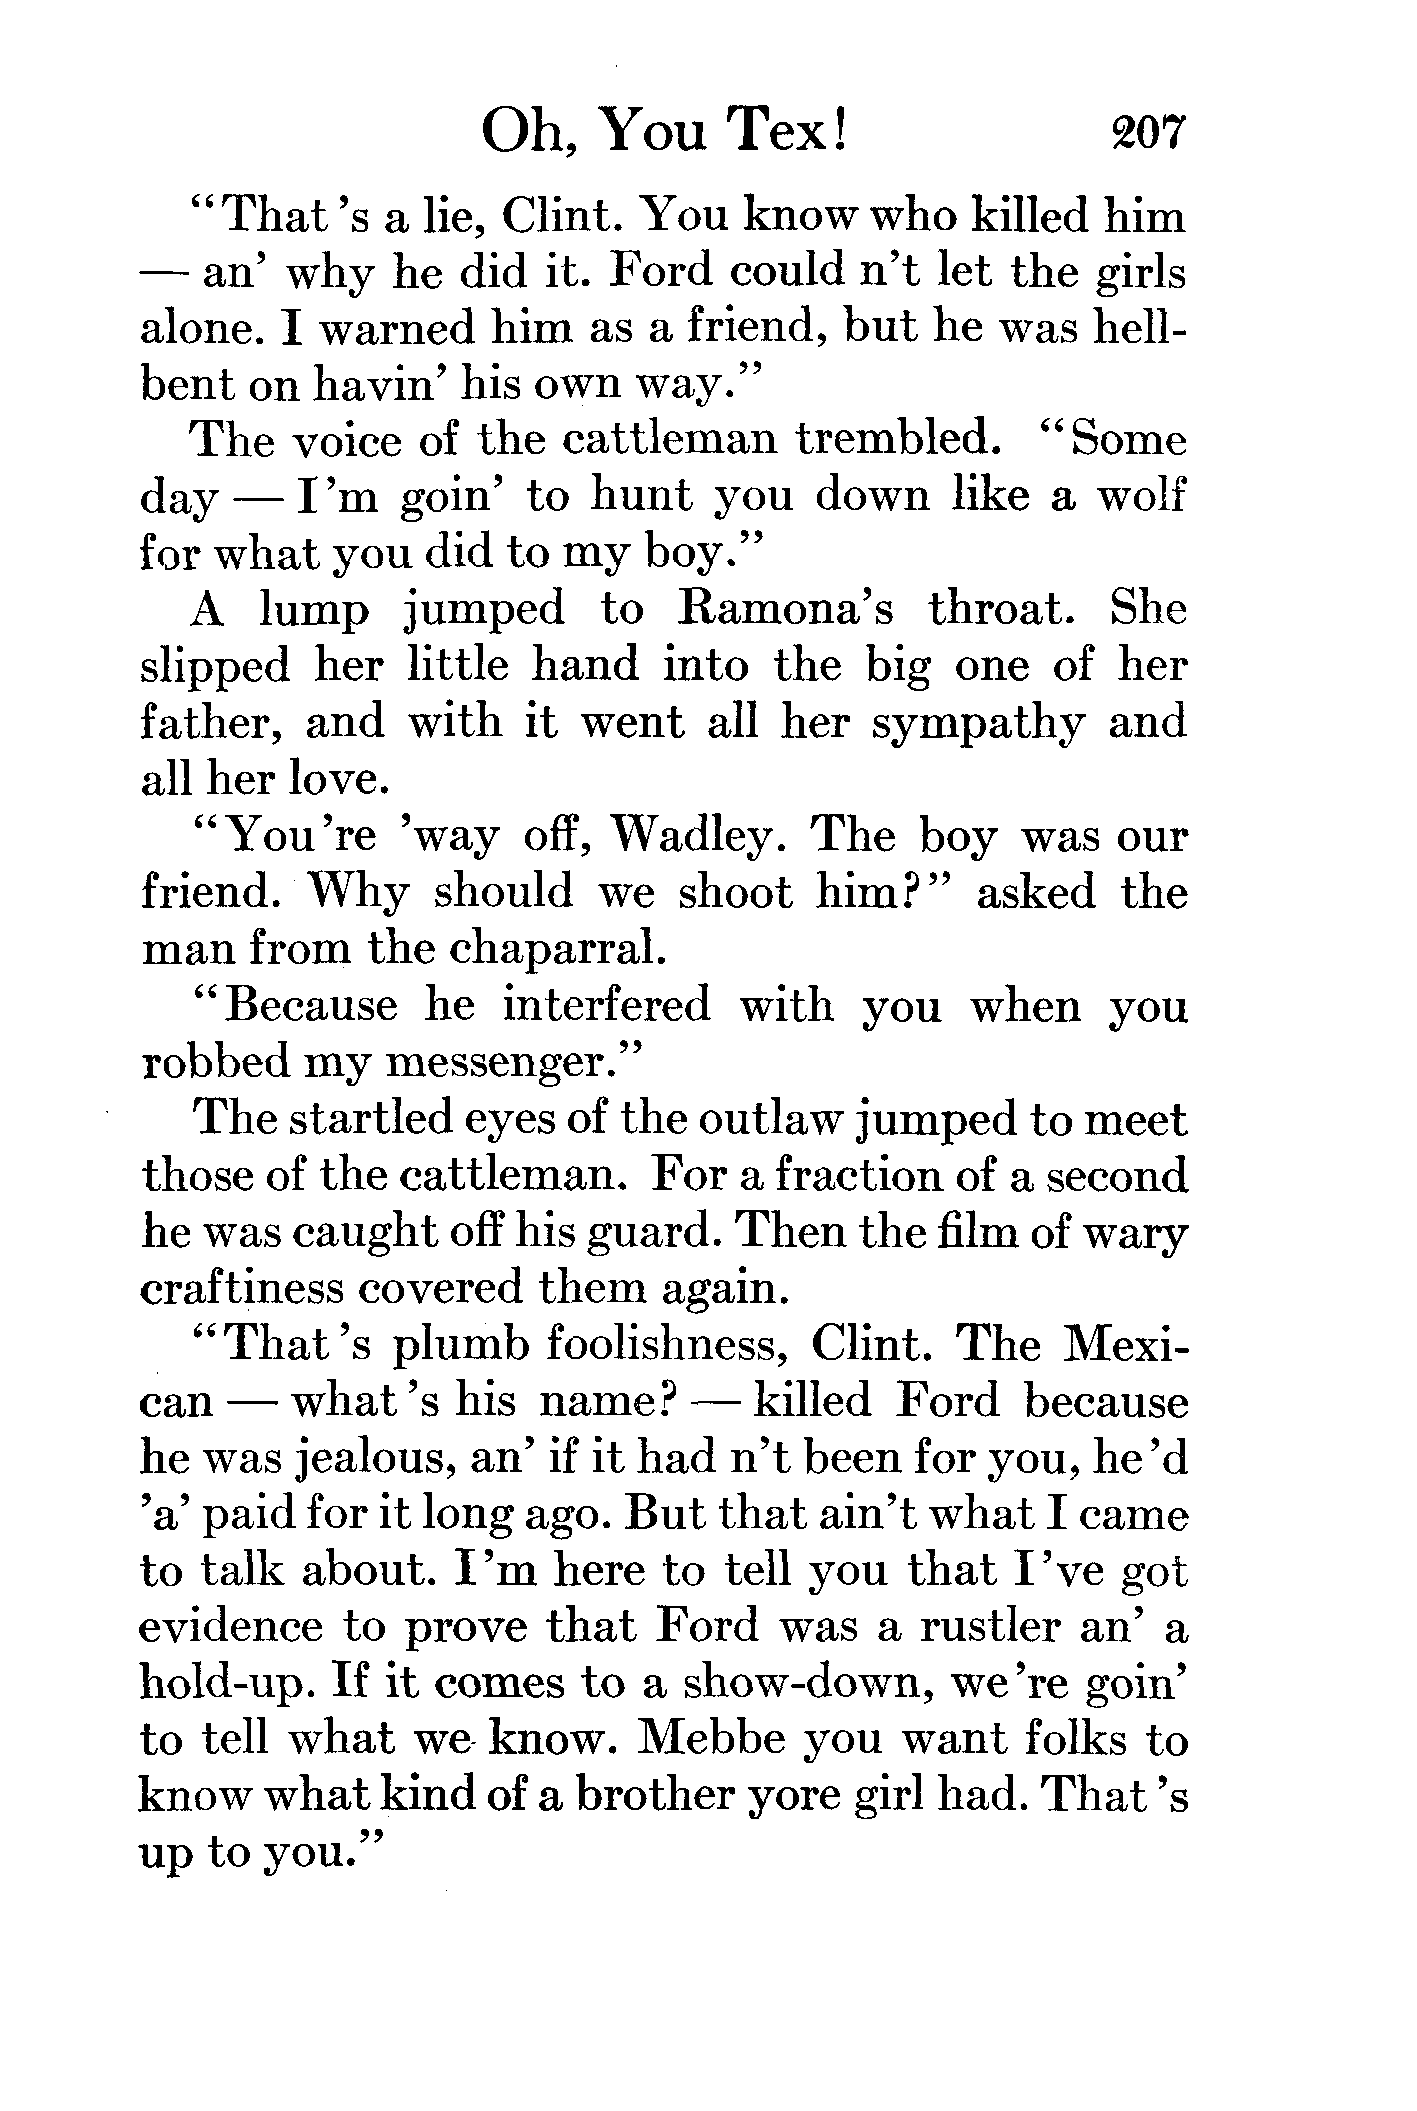 Oh, You Tex! 207
“That’s a lie, Clint. You know who killed him
— an’ why he did it. Ford could n’t let the girls
alone. I warned him as a friend, but he was hell-
bent on havin’ his own way.”
The voice of the cattleman trembled. “Some
day — I’m goin’ to hunt you down like a wolf
for what you did to my boy.”
A lump jumped to Ramona’s throat. She
slipped her little hand into the big one of her
father, and with it went all her sympathy and
all her love.
“You’re ’way off, Wadley. The boy was our
friend. Why should we shoot him?” asked the
man from the chaparral.
“Because he interfered with you when you
robbed my messenger.”
The startled eyes of the outlaw jumped to meet
those of the cattleman. For a fraction of a second
he was caught off his guard. Then the film of wary
craftiness covered them again.
“That’s plumb foolishness, Clint. The Mexi-
can — what’s his name? — killed Ford because
he was jealous, an’ if it had n’t been for you, he’d
’a’ paid for it long ago. But that ain’t what I came
to talk about. I’m here to tell you that I’ve got
evidence to prove that Ford was a rustler an’ a
hold-up. If it comes to a show-down, we’re goin’
to tell what we know. Mebbe you want folks to
know what kind of a brother yore girl had. That’s
up to you.”